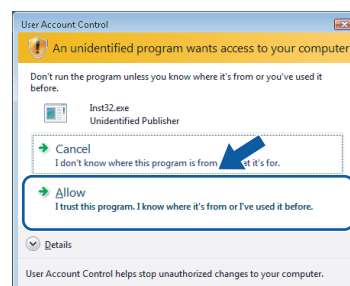 User Account Control
An unidentified program wants access to your computer
Don't run the program unless you know where it's from or you've used it
before.
Inst32.exe
Unidentified Publisher
Cancel
I don't know where this program is from at it's for.
Allow
I trust this program. I know where it's from or I've used it before.
Details
User Account Control helps stop unauthorized changes to your computer.